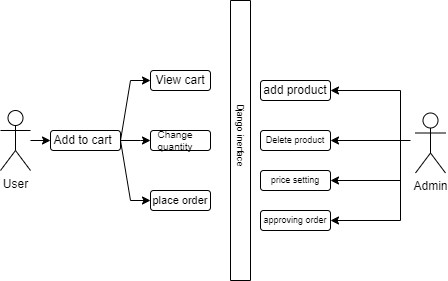 View cart
Change
quantity
Add to cart
place order
User
Django inerface
add product
Delete product
price setting
approving order
Admin